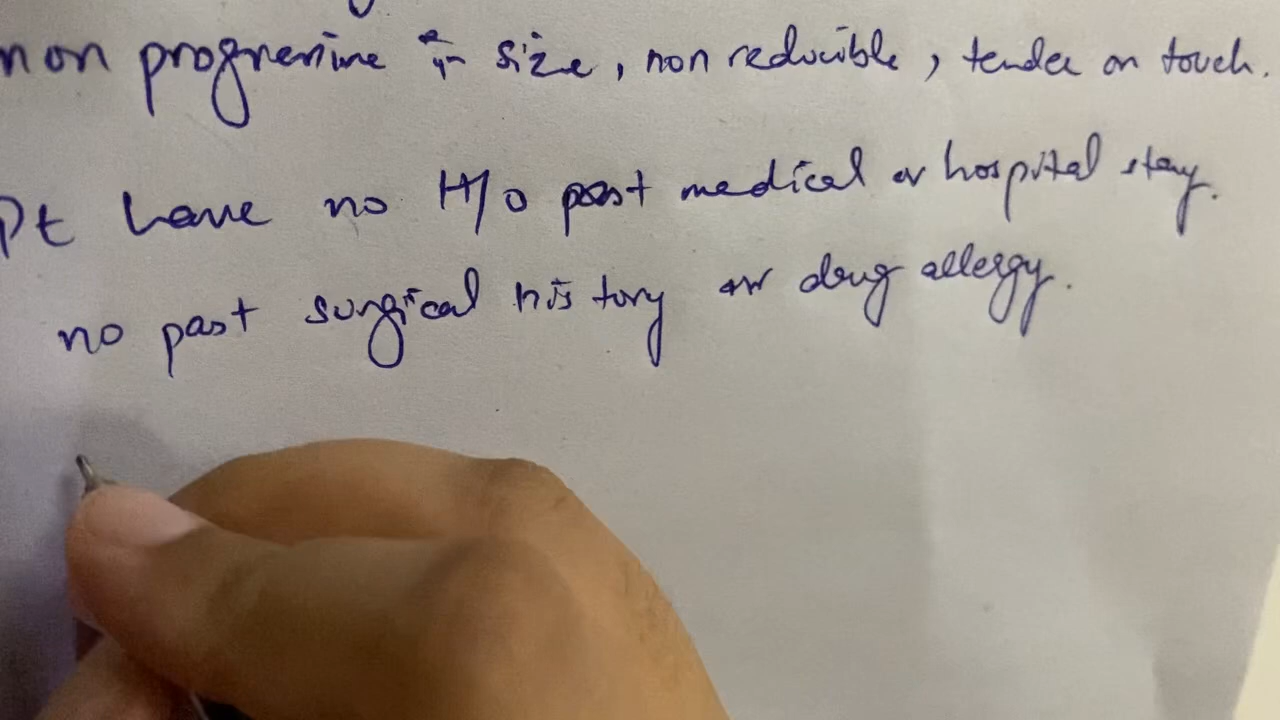 non progressive in size, non reducible, tender on touch.
Pt have no H/o past medical or hospital stay.
no past surgical history or drug allergy.